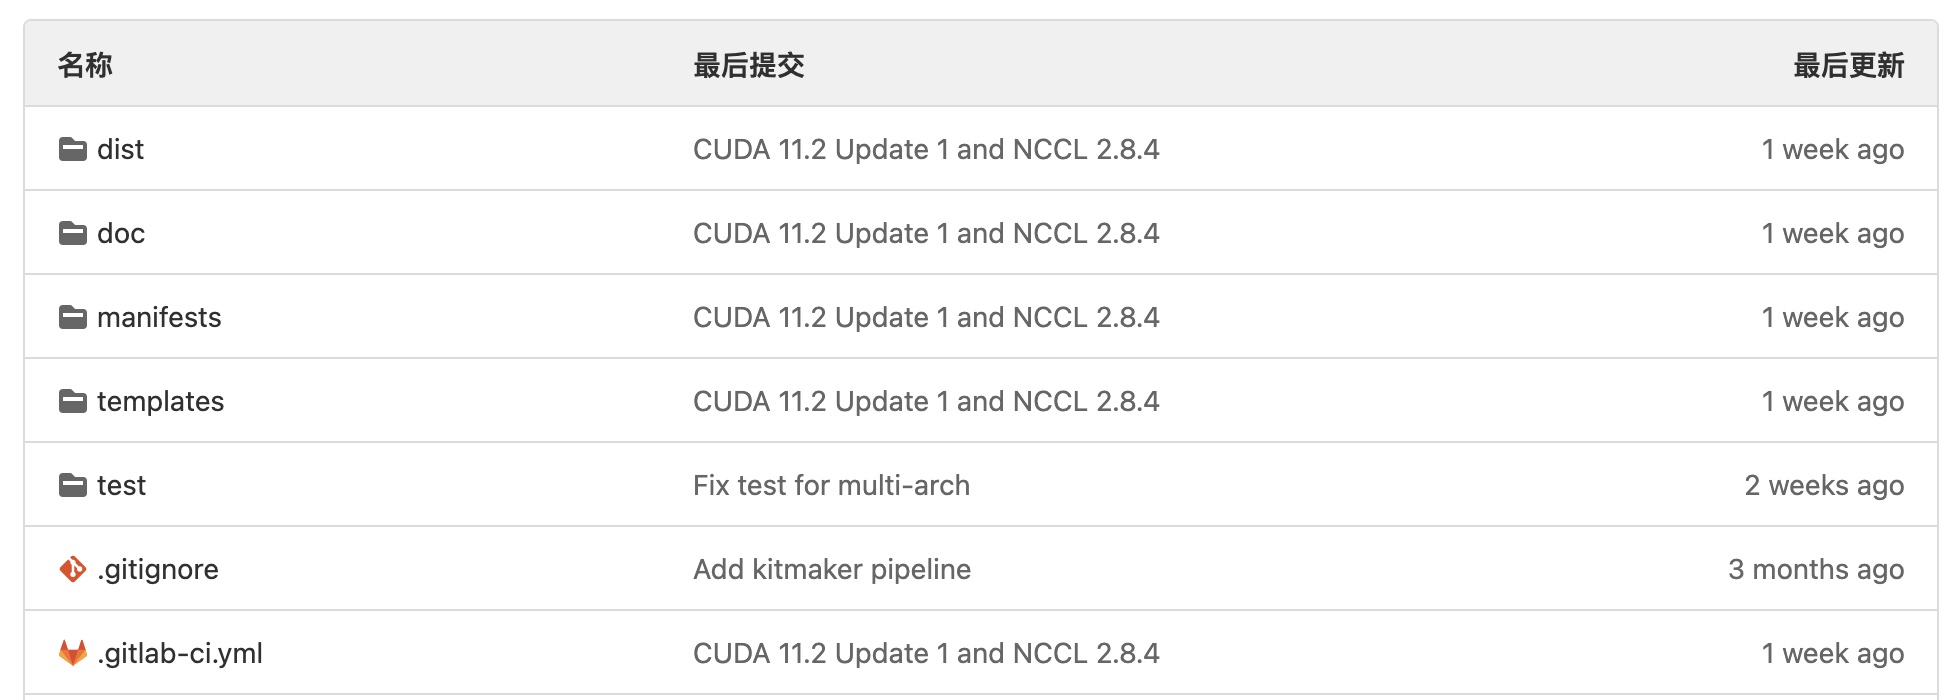 名称 最后提交 最后更新
dist CUDA 11.2 Update 1 and NCCL 2.8.4 1 week ago
doc CUDA 11.2 Update 1 and NCCL 2.8.4 1 week ago
manifests CUDA 11.2 Update 1 and NCCL 2.8.4 1 week ago
templates CUDA 11.2 Update 1 and NCCL 2.8.4 1 week ago
test Fix test for multi-arch 2 weeks ago
.gitignore Add kitmaker pipeline 3 months ago
.gitlab-ci.yml CUDA 11.2 Update 1 and NCCL 2.8.4 1 week ago